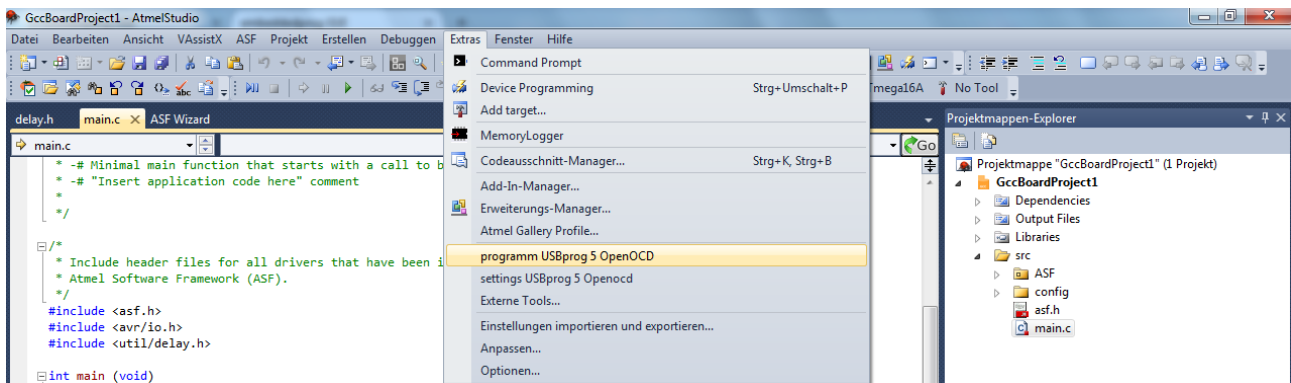 GccBoardProject1 - AtmelStudio
Datei Bearbeiten Ansicht VAssistX ASF Projekt Erstellen Debuggen Extras Fenster Hilfe
Command Prompt
Device Programming Strg+Umschalt+P
Add target...
MemoryLogger
Codeausschnitt-Manager... Strg+K, Strg+B
Add-In-Manager...
Erweiterungs-Manager...
Atmel Gallery Profile...
programm USBprog 5 OpenOCD
settings USBprog 5 Openocd
Externe Tools...
Einstellungen importieren und exportieren...
Anpassen...
Optionen...
mega16A No Tool
delay.h main.c ASF Wizard
main.c
Go
* -# Minimal main function that starts with a call to b
* -# "Insert application code here" comment
*
*/
/*
* Include header files for all drivers that have been i
* Atmel Software Framework (ASF).
*/
#include <asf.h>
#include <avr/io.h>
#include <util/delay.h>
int main (void)
Projektmappen-Explorer
Projektmappe "GccBoardProject1" (1 Projekt)
GccBoardProject1
Dependencies
Output Files
Libraries
src
ASF
config
asf.h
main.c